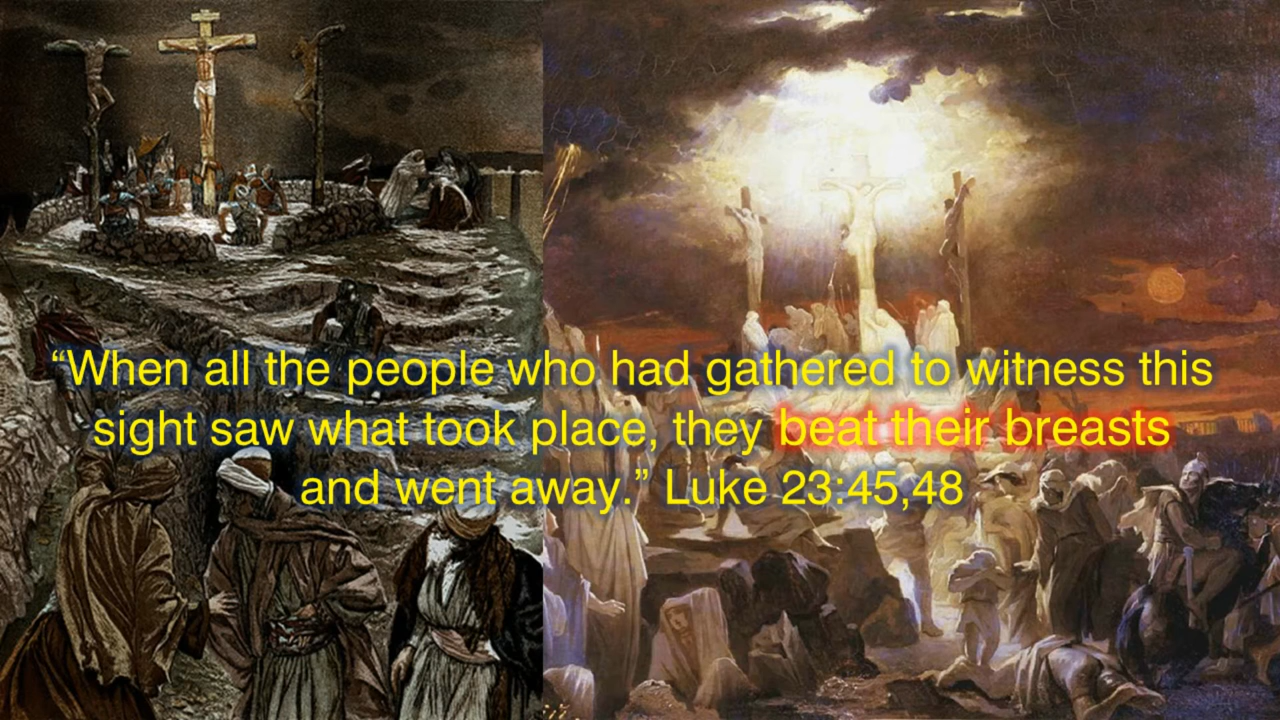 “When all the people who had gathered to witness this
sight saw what took place, they beat their breasts
and went away.” Luke 23:45,48